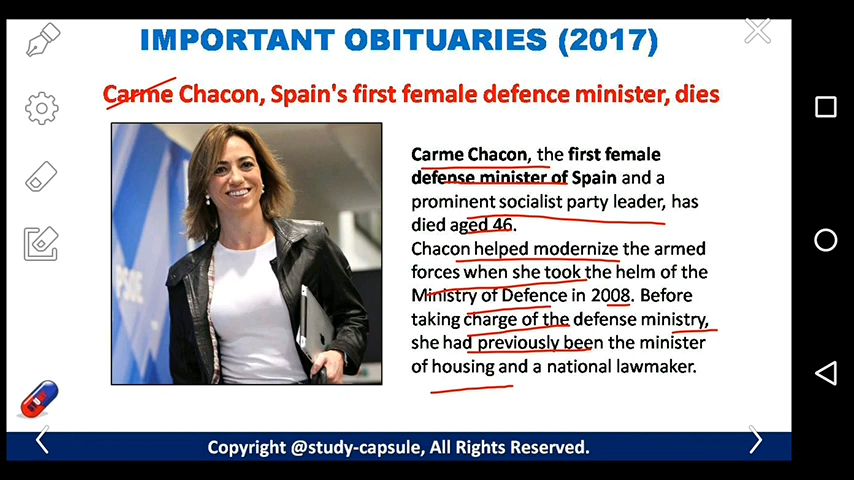 IMPORTANT OBITUARIES (2017)
Carme Chacon, Spain's first female defence minister, dies
PSOE
Carme Chacon, the first female
defense minister of Spain and a
prominent socialist party leader, has
died aged 46.
Chacon helped modernize the armed
forces when she took the helm of the
Ministry of Defence in 2008. Before
taking charge of the defense ministry,
she had previously been the minister
of housing and a national lawmaker.
Copyright @study-capsule, All Rights Reserved.